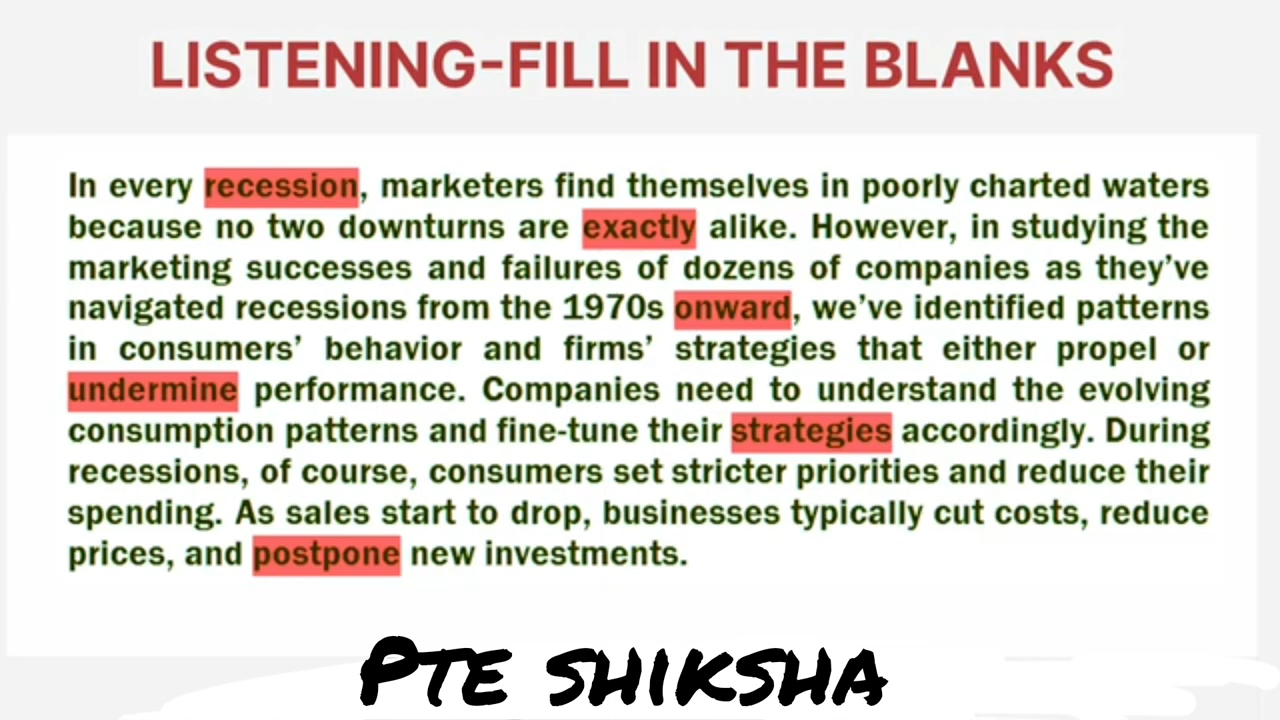 LISTENING-FILL IN THE BLANKS
In every recession, marketers find themselves in poorly charted waters
because no two downturns are exactly alike. However, in studying the
marketing successes and failures of dozens of companies as they’ve
navigated recessions from the 1970s onward, we’ve identified patterns
in consumers’ behavior and firms’ strategies that either propel or
undermine performance. Companies need to understand the evolving
consumption patterns and fine-tune their strategies accordingly. During
recessions, of course, consumers set stricter priorities and reduce their
spending. As sales start to drop, businesses typically cut costs, reduce
prices, and postpone new investments.
PTE SHIKSHA